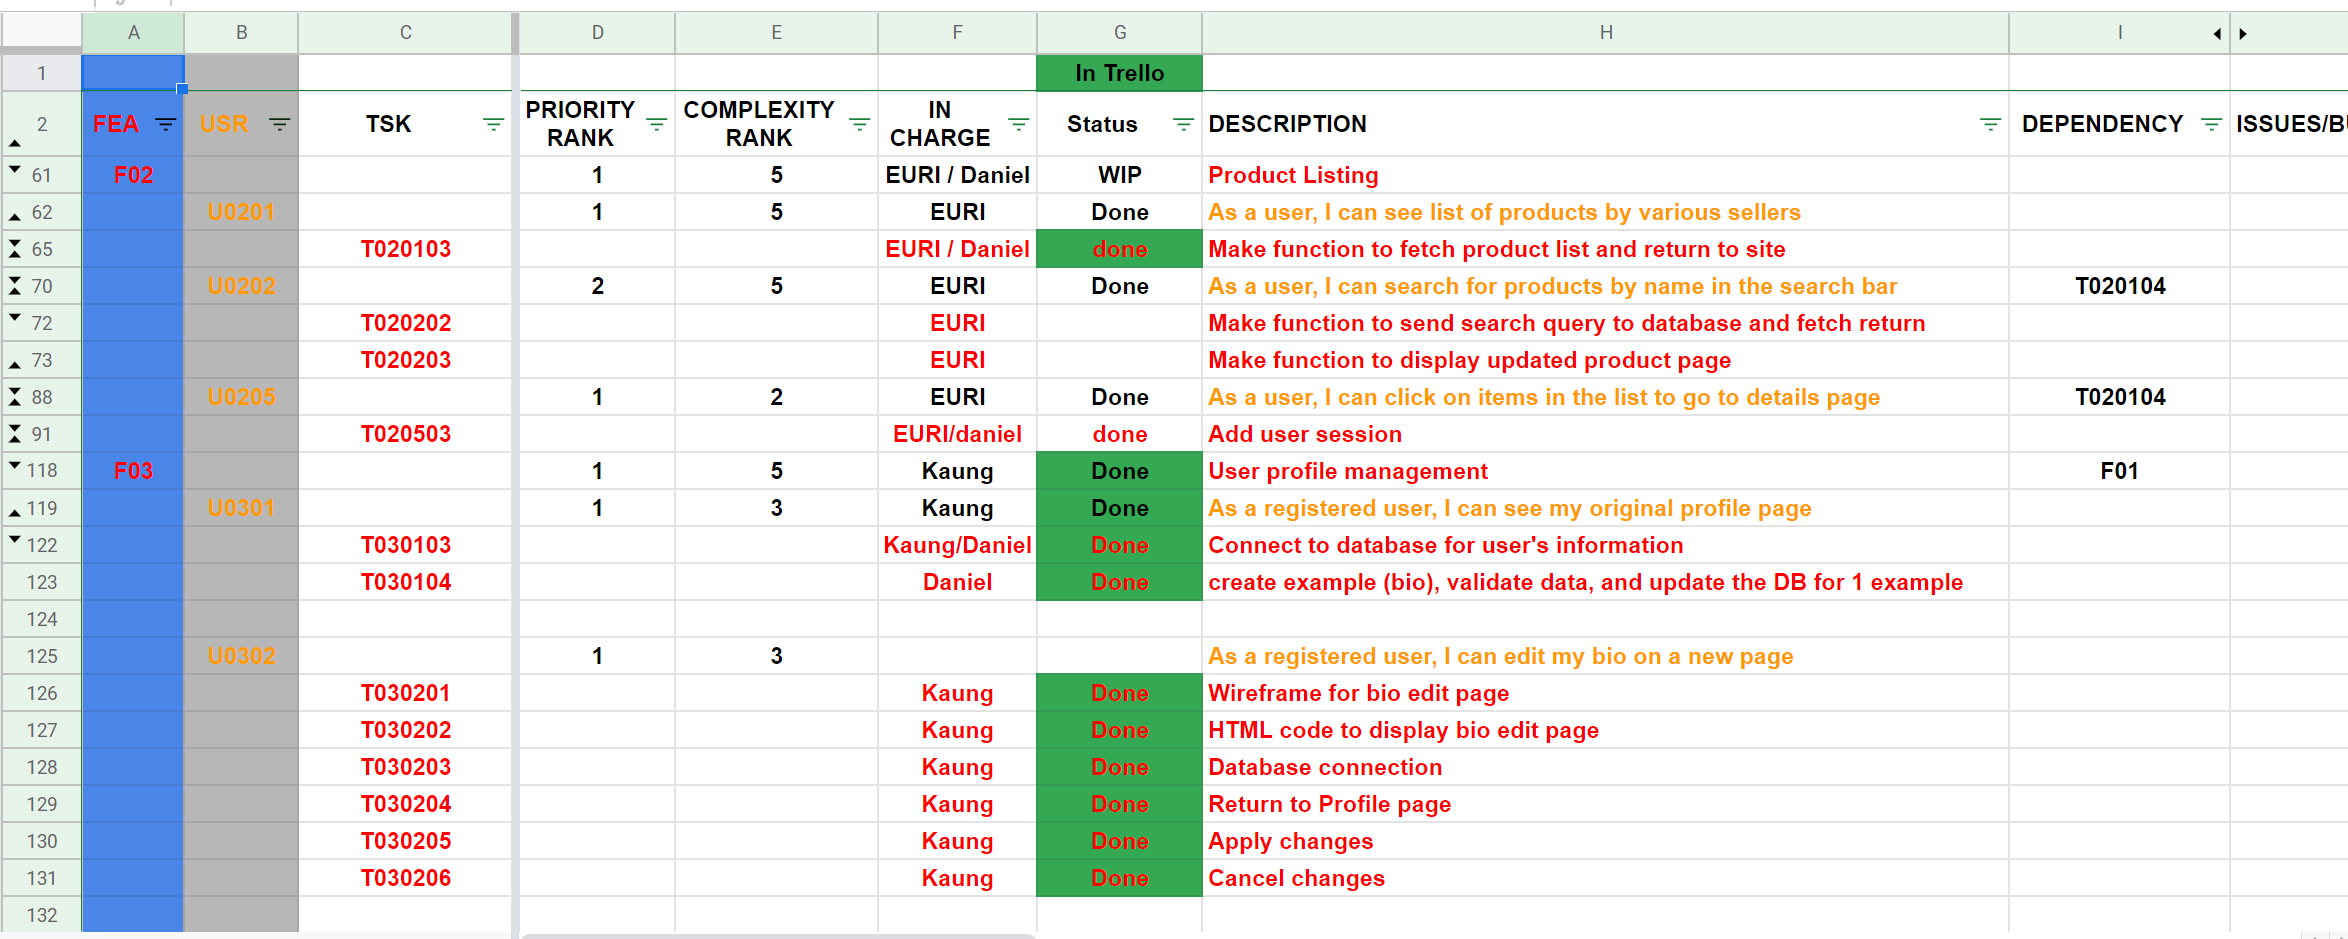 A B C D E F G H I
1 In Trello
2 FEA USR TSK PRIORITY RANK COMPLEXITY RANK IN CHARGE Status DESCRIPTION DEPENDENCY ISSUES/BU
61 F02 1 5 EURI / Daniel WIP Product Listing
62 U0201 1 5 EURI Done As a user, I can see list of products by various sellers
65 T020103 EURI / Daniel done Make function to fetch product list and return to site
70 U0202 2 5 EURI Done As a user, I can search for products by name in the search bar T020104
72 T020202 EURI Make function to send search query to database and fetch return
73 T020203 EURI Make function to display updated product page
88 U0205 1 2 EURI Done As a user, I can click on items in the list to go to details page T020104
91 T020503 EURI/daniel done Add user session
118 F03 1 5 Kaung Done User profile management F01
119 U0301 1 3 Kaung Done As a registered user, I can see my original profile page
122 T030103 Kaung/Daniel Done Connect to database for user's information
123 T030104 Daniel Done create example (bio), validate data, and update the DB for 1 example
124
125 U0302 1 3 As a registered user, I can edit my bio on a new page
126 T030201 Kaung Done Wireframe for bio edit page
127 T030202 Kaung Done HTML code to display bio edit page
128 T030203 Kaung Done Database connection
129 T030204 Kaung Done Return to Profile page
130 T030205 Kaung Done Apply changes
131 T030206 Kaung Done Cancel changes
132